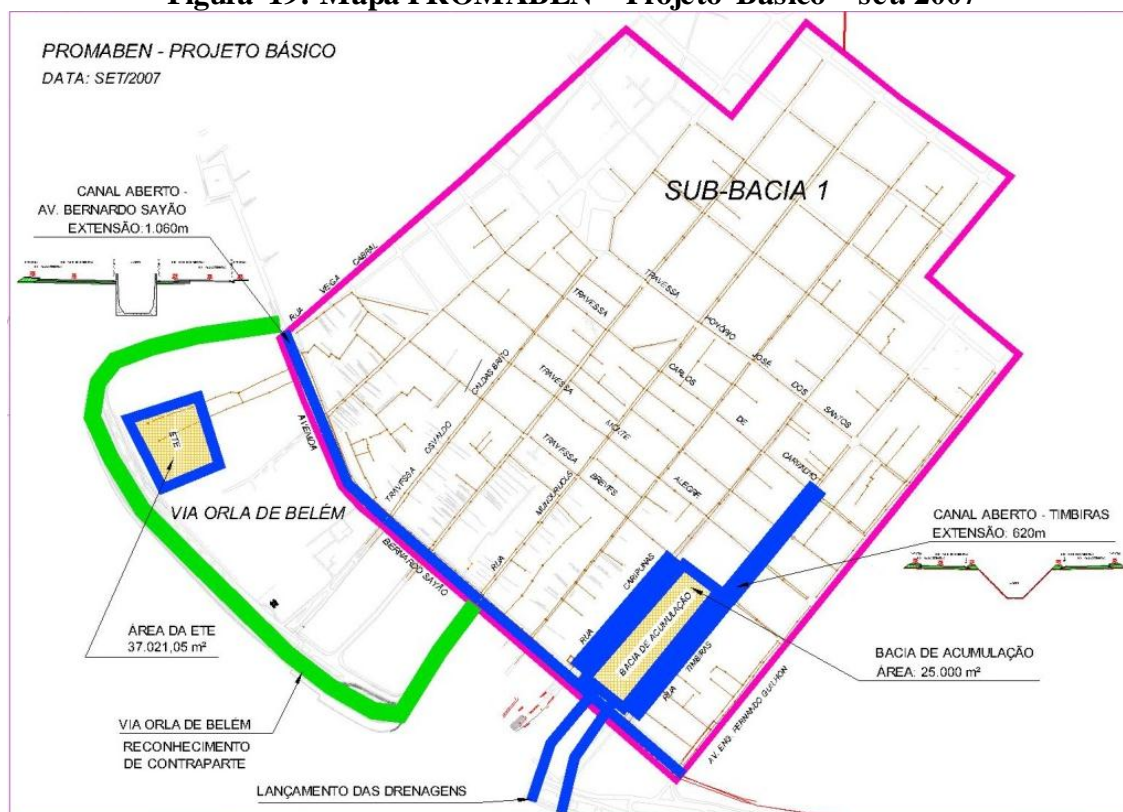 Figura 19: Mapa PROMABEN – Projeto Básico – set. 2007
PROMABEN - PROJETO BÁSICO
DATA: SET/2007
SUB-BACIA 1
CANAL ABERTO -
AV. BERNARDO SAYÃO
EXTENSÃO: 1.060m
RUA VEIGA CABRAL
TRAVESSA HONÓRIO JOSÉ DOS SANTOS
TRAVESSA CARLOS DE CARVALHO
TRAVESSA MONTE ALEGRE
TRAVESSA BREVES
TRAVESSA OSVALDO CALDAS BRITO
RUA MUNDURUCUS
AVENIDA BERNARDO SAYÃO
ETE
VIA ORLA DE BELÉM
CANAL ABERTO - TIMBIRAS
EXTENSÃO: 620m
RUA CARIPUNAS
BACIA DE ACUMULAÇÃO
RUA TIMBIRAS
AV. ENG. FERNANDO GUILHON
ÁREA DA ETE
37.021,05 m²
BACIA DE ACUMULAÇÃO
ÁREA: 25.000 m²
VIA ORLA DE BELÉM
RECONHECIMENTO
DE CONTRAPARTE
LANÇAMENTO DAS DRENAGENS